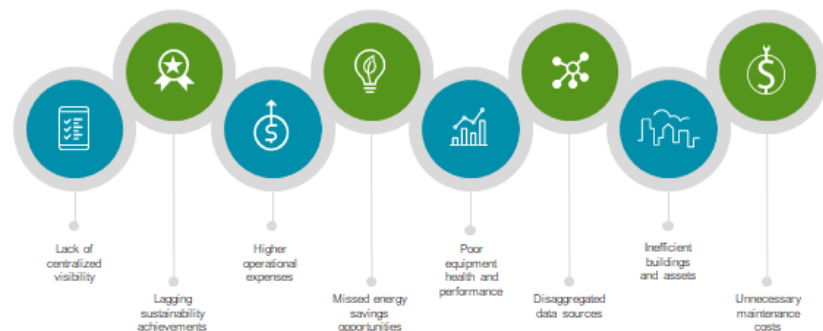 Lack of
centralized
visibility
Lagging
sustainability
achievements
Higher
operational
expenses
Missed energy
savings
opportunities
Poor
equipment
health and
performance
Disaggregated
data sources
Inefficient
buildings
and assets
Unnecessary
maintenance
costs